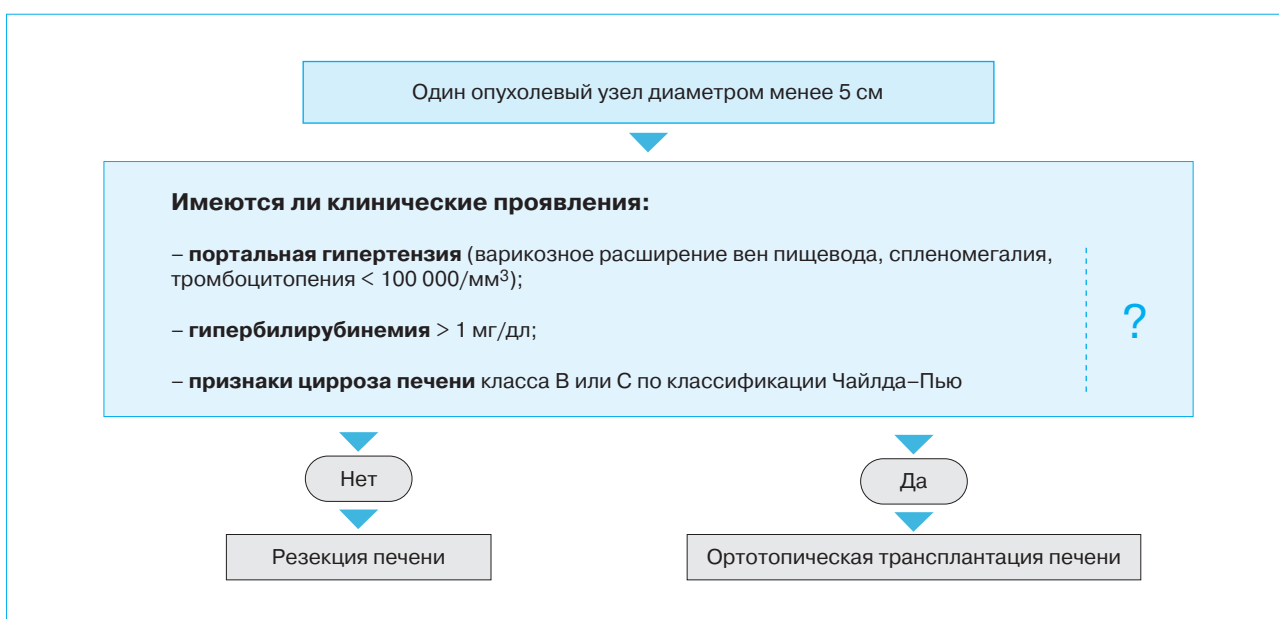 Один опухолевый узел диаметром менее 5 см
Имеются ли клинические проявления:
– портальная гипертензия (варикозное расширение вен пищевода, спленомегалия,
тромбоцитопения < 100 000/мм³);
– гипербилирубинемия > 1 мг/дл;
– признаки цирроза печени класса В или С по классификации Чайлда–Пью
?
Нет
Да
Резекция печени
Ортотопическая трансплантация печени